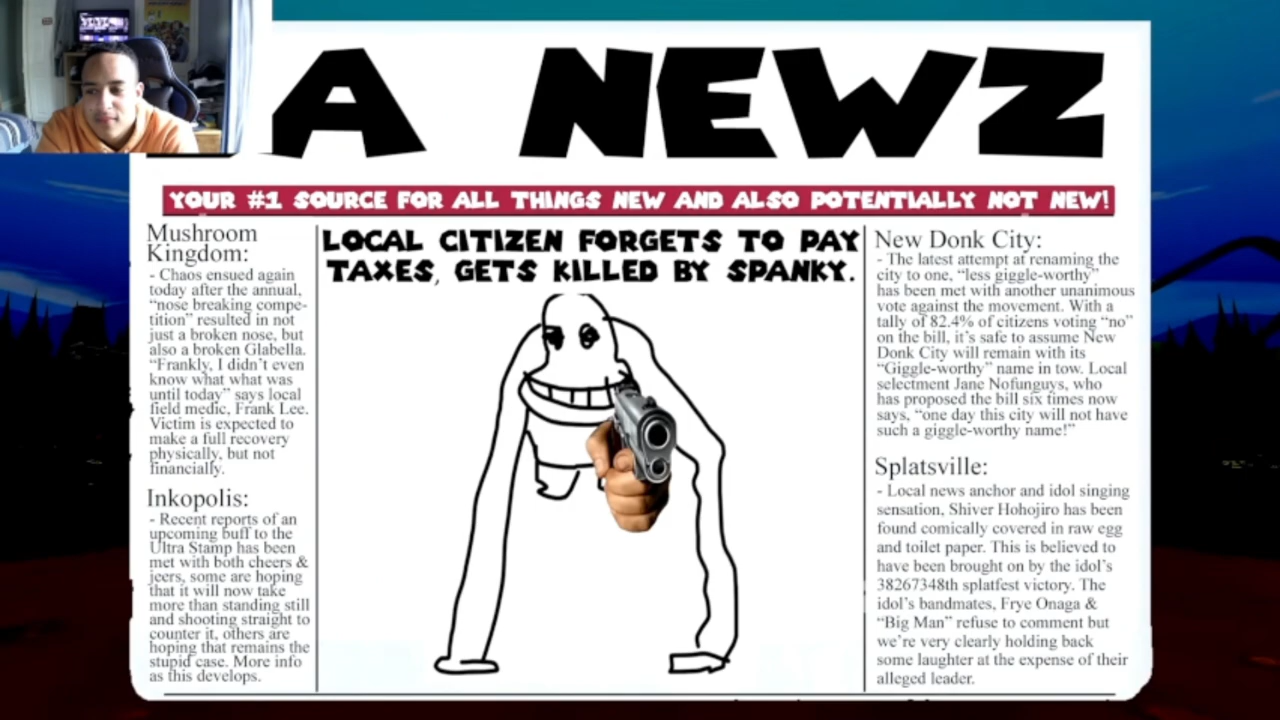 A NEWZ
YOUR #1 SOURCE FOR ALL THINGS NEW AND ALSO POTENTIALLY NOT NEW!
Mushroom
Kingdom:
- Chaos ensued again
today after the annual,
“nose breaking compe-
tition” resulted in not
just a broken nose, but
also a broken Glabella.
“Frankly, I didn’t even
know what what was
until today” says local
field medic, Frank Lee.
Victim is expected to
make a full recovery
physically, but not
financially.
Inkopolis:
- Recent reports of an
upcoming buff to the
Ultra Stamp has been
met with both cheers &
jeers, some are hoping
that it will now take
more than standing still
and shooting straight to
counter it, others are
hoping that remains the
stupid case. More info
as this develops.
LOCAL CITIZEN FORGETS TO PAY
TAXES, GETS KILLED BY SPANKY.
New Donk City:
- The latest attempt at renaming the
city to one, “less giggle-worthy”
has been met with another unanimous
vote against the movement. With a
tally of 82.4% of citizens voting “no”
on the bill, it’s safe to assume New
Donk City will remain with its
“Giggle-worthy” name in tow. Local
selectment Jane Nofunguys, who
has proposed the bill six times now
says, “one day this city will not have
such a giggle-worthy name!”
Splatsville:
- Local news anchor and idol singing
sensation, Shiver Hohojiro has been
found comically covered in raw egg
and toilet paper. This is believed to
have been brought on by the idol’s
38267348th splatfest victory. The
idol’s bandmates, Frye Onaga &
“Big Man” refuse to comment but
we’re very clearly holding back
some laughter at the expense of their
alleged leader.